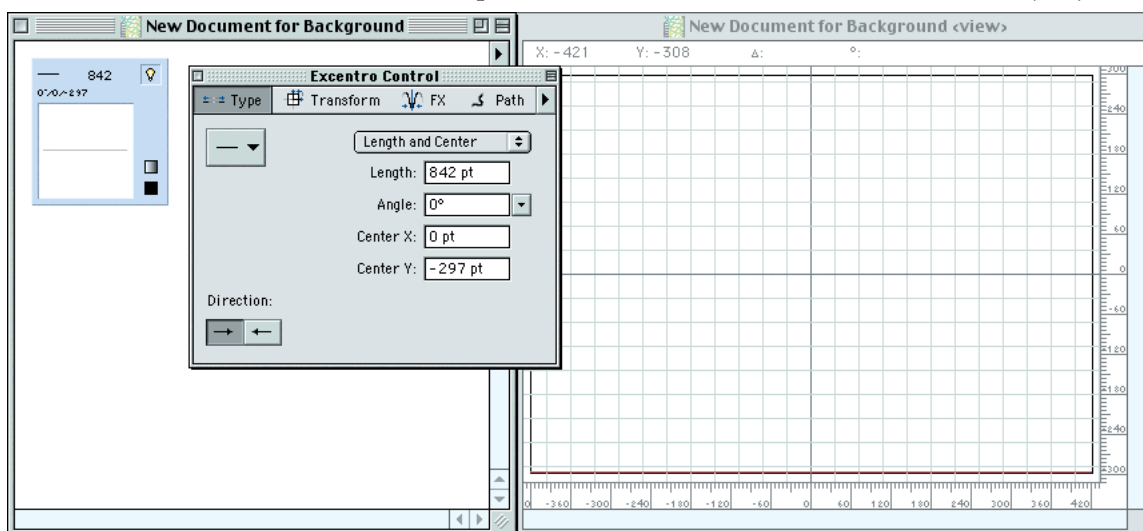 New Document for Background
New Document for Background <view>
X: -421 Y: -308 Δ: °:
842
0°/0/-297
Excentro Control
Type Transform FX Path
Length and Center
Length: 842 pt
Angle: 0°
Center X: 0 pt
Center Y: -297 pt
Direction:
300
240
180
120
60
0
-60
-120
-180
-240
-300
0 -360 -300 -240 -180 -120 -60 0 60 120 180 240 300 360 420